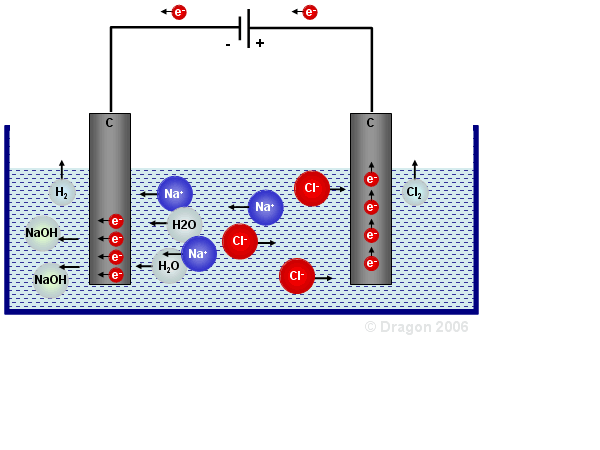 e⁻ e⁻
- +
C C
H₂ Na⁺ Cl⁻ e⁻ Cl₂
Na⁺ e⁻
NaOH e⁻ H2O Cl⁻ e⁻
e⁻
e⁻ H₂O Na⁺ e⁻
NaOH e⁻ Cl⁻
© Dragon 2006